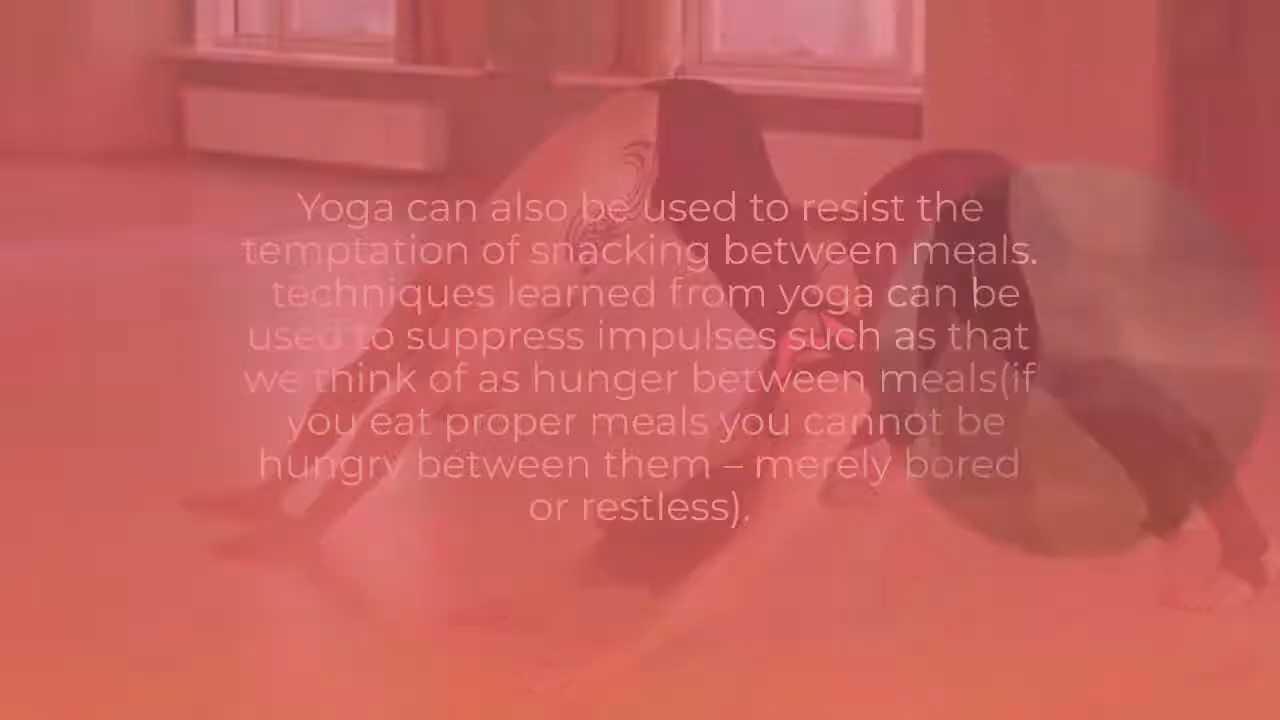 Yoga can also be used to resist the
temptation of snacking between meals.
techniques learned from yoga can be
used to suppress impulses such as that
we think of as hunger between meals(if
you eat proper meals you cannot be
hungry between them – merely bored
or restless).